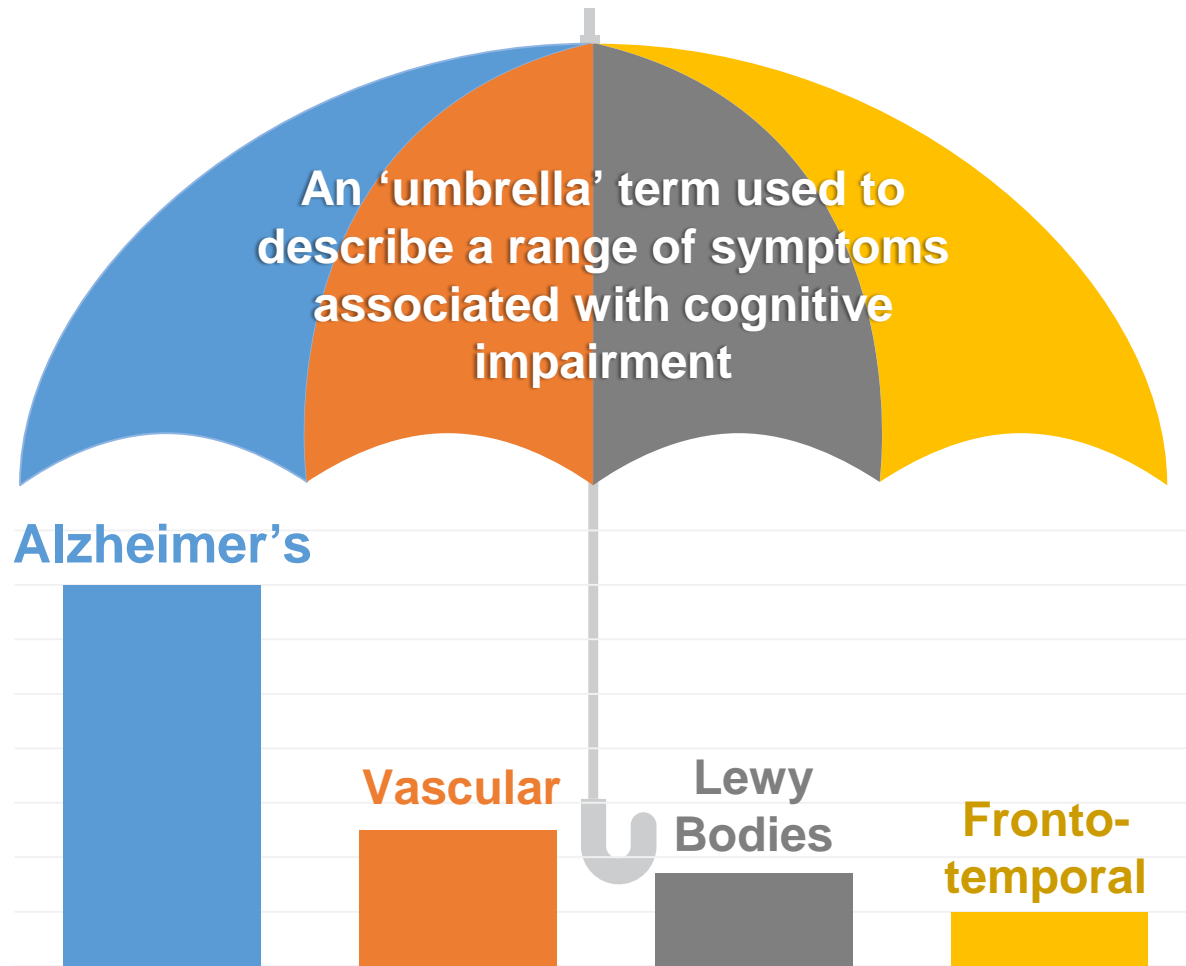 An ‘umbrella’ term used to
describe a range of symptoms
associated with cognitive
impairment
Alzheimer’s
Vascular
Lewy
Bodies
Fronto-
temporal